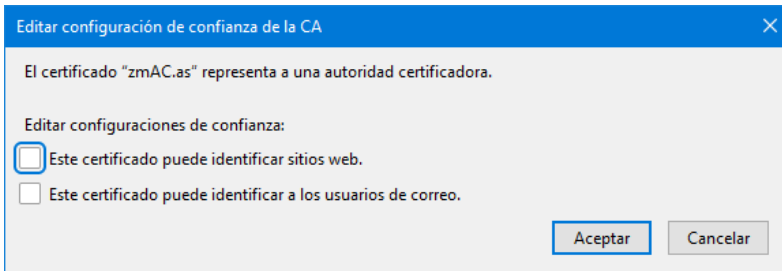 Editar configuración de confianza de la CA
El certificado “zmAC.as” representa a una autoridad certificadora.
Editar configuraciones de confianza:
Este certificado puede identificar sitios web.
Este certificado puede identificar a los usuarios de correo.
Aceptar Cancelar